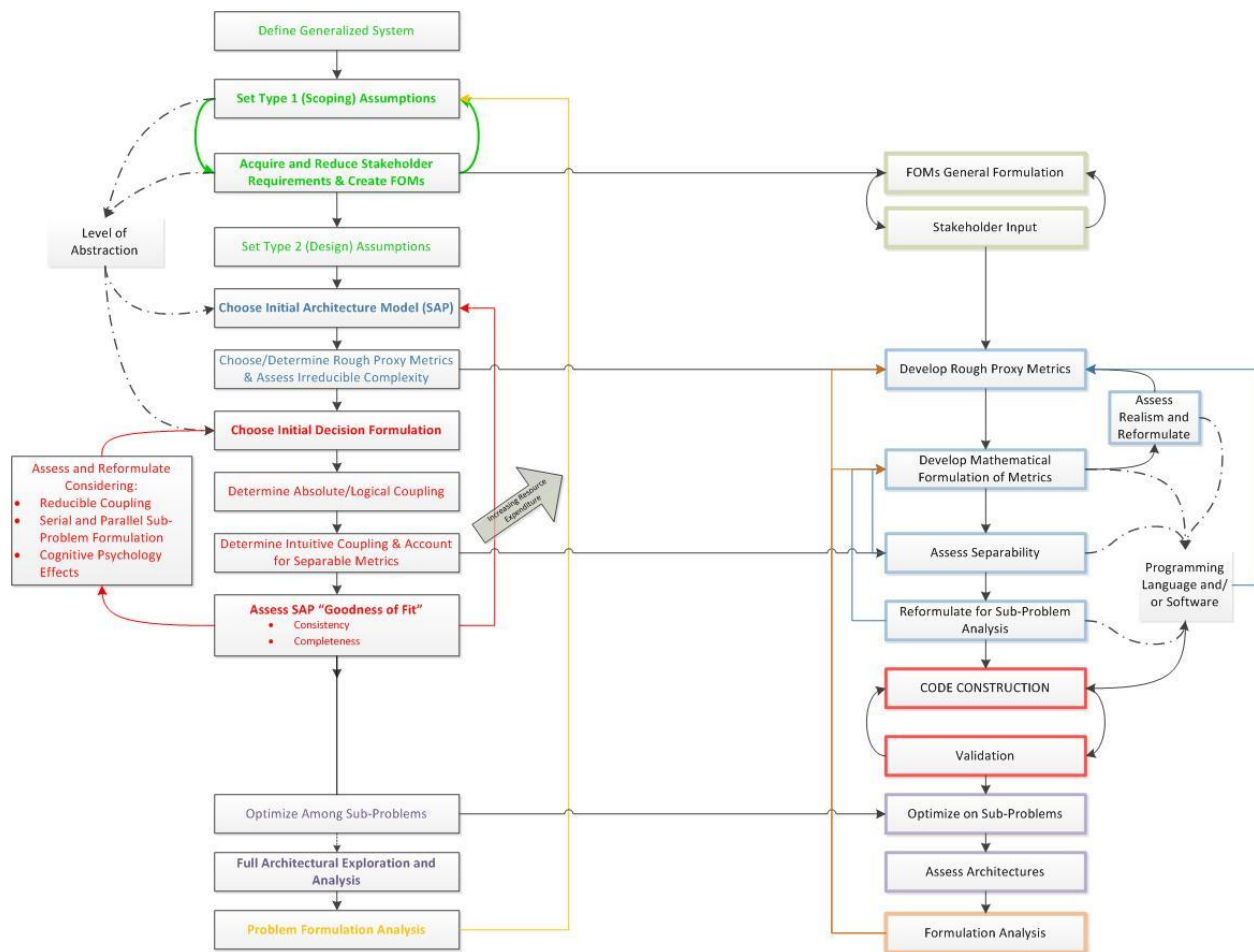 Define Generalized System
Set Type 1 (Scoping) Assumptions
Acquire and Reduce Stakeholder
Requirements & Create FOMs
Level of
Abstraction
Set Type 2 (Design) Assumptions
Choose Initial Architecture Model (SAP)
Choose/Determine Rough Proxy Metrics
& Assess Irreducible Complexity
Choose Initial Decision Formulation
Assess and Reformulate
Considering:
• Reducible Coupling
• Serial and Parallel Sub-
Problem Formulation
• Cognitive Psychology
Effects
Determine Absolute/Logical Coupling
Determine Intuitive Coupling & Account
for Separable Metrics
Assess SAP “Goodness of Fit”
• Consistency
• Completeness
Optimize Among Sub-Problems
Full Architectural Exploration and
Analysis
Problem Formulation Analysis
Increasing Resource
Expenditure
FOMs General Formulation
Stakeholder Input
Develop Rough Proxy Metrics
Assess
Realism and
Reformulate
Develop Mathematical
Formulation of Metrics
Assess Separability
Programming
Language and/
or Software
Reformulate for Sub-Problem
Analysis
CODE CONSTRUCTION
Validation
Optimize on Sub-Problems
Assess Architectures
Formulation Analysis